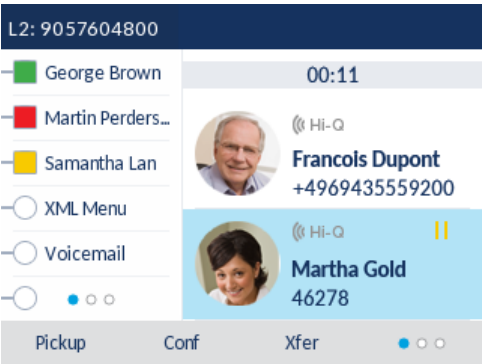 L2: 9057604800
George Brown
Martin Perders...
Samantha Lan
XML Menu
Voicemail
00:11
Hi-Q
Francois Dupont
+4969435559200
Hi-Q
Martha Gold
46278
Pickup Conf Xfer